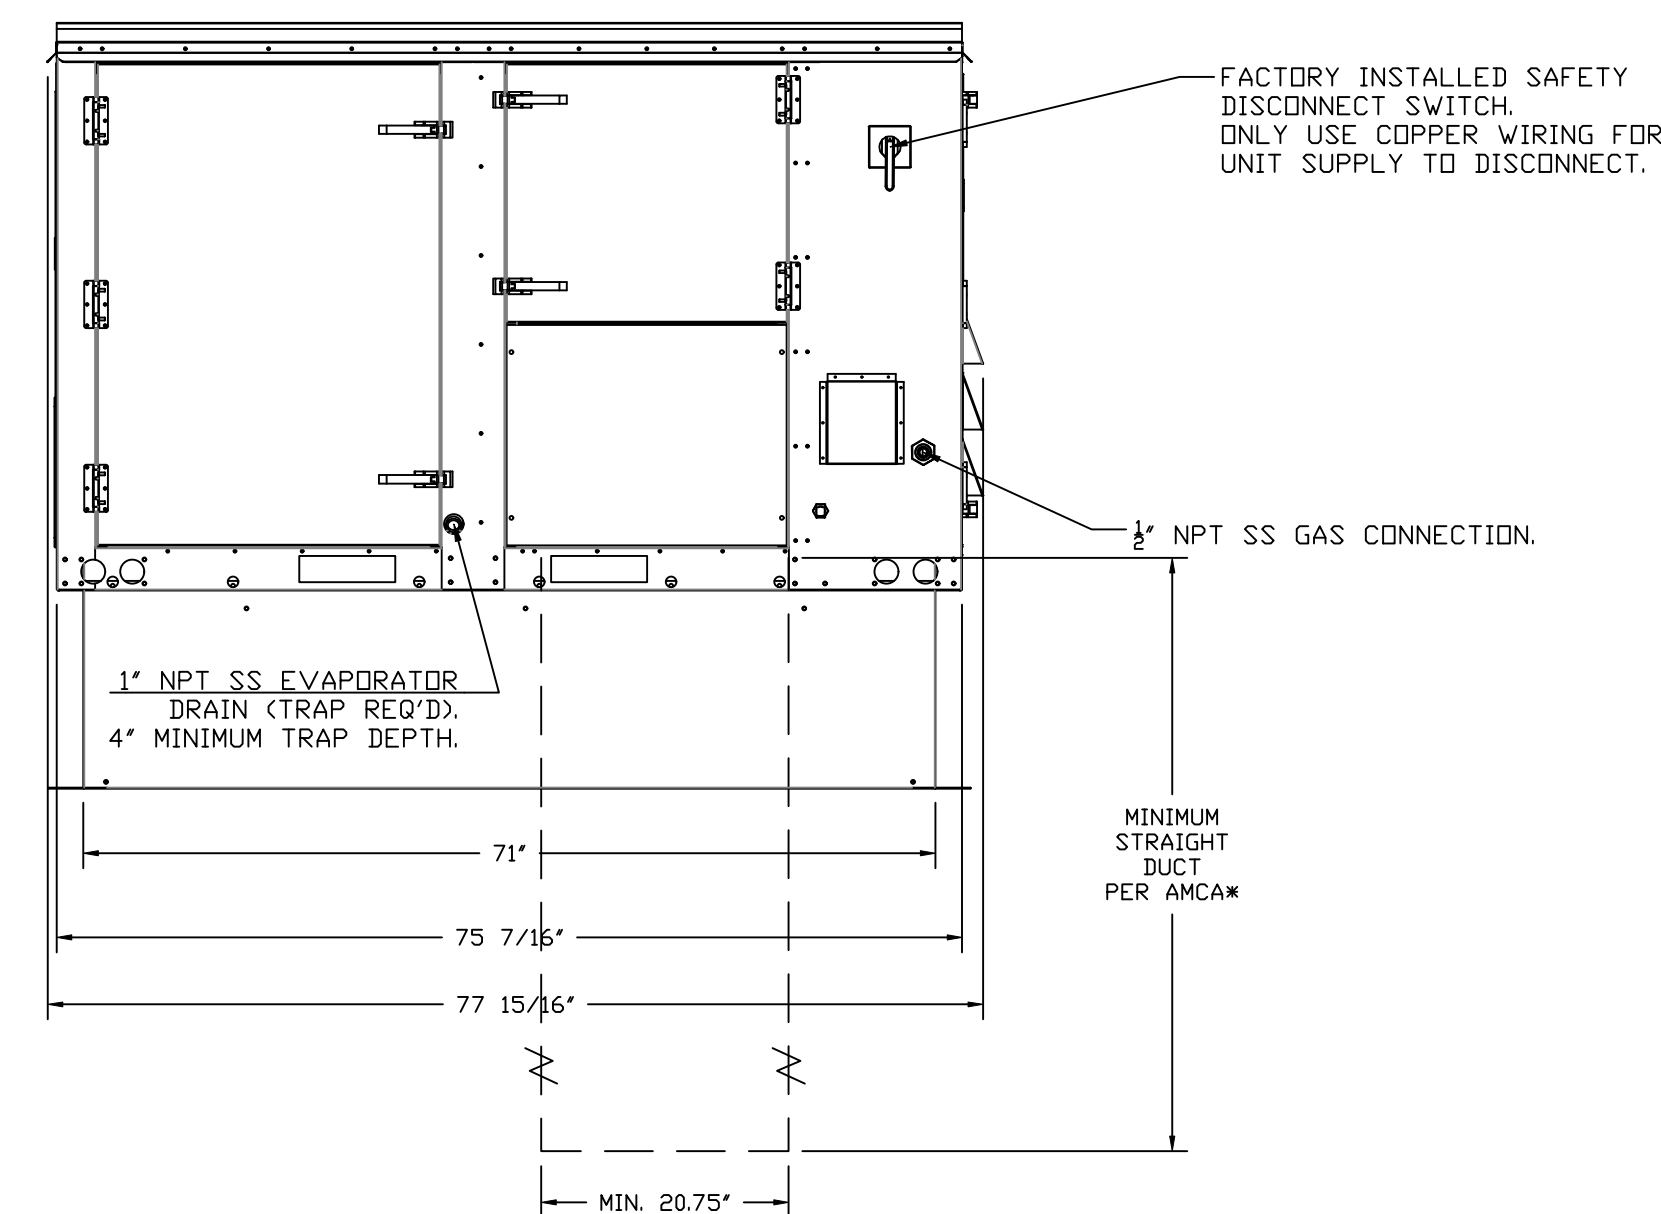 FACTORY INSTALLED SAFETY
DISCONNECT SWITCH.
ONLY USE COPPER WIRING FOR
UNIT SUPPLY TO DISCONNECT.
½" NPT SS GAS CONNECTION.
1" NPT SS EVAPORATOR
DRAIN (TRAP REQ'D).
4" MINIMUM TRAP DEPTH.
MINIMUM
STRAIGHT
DUCT
PER AMCA*
71"
75 7/16"
77 15/16"
MIN. 20.75"